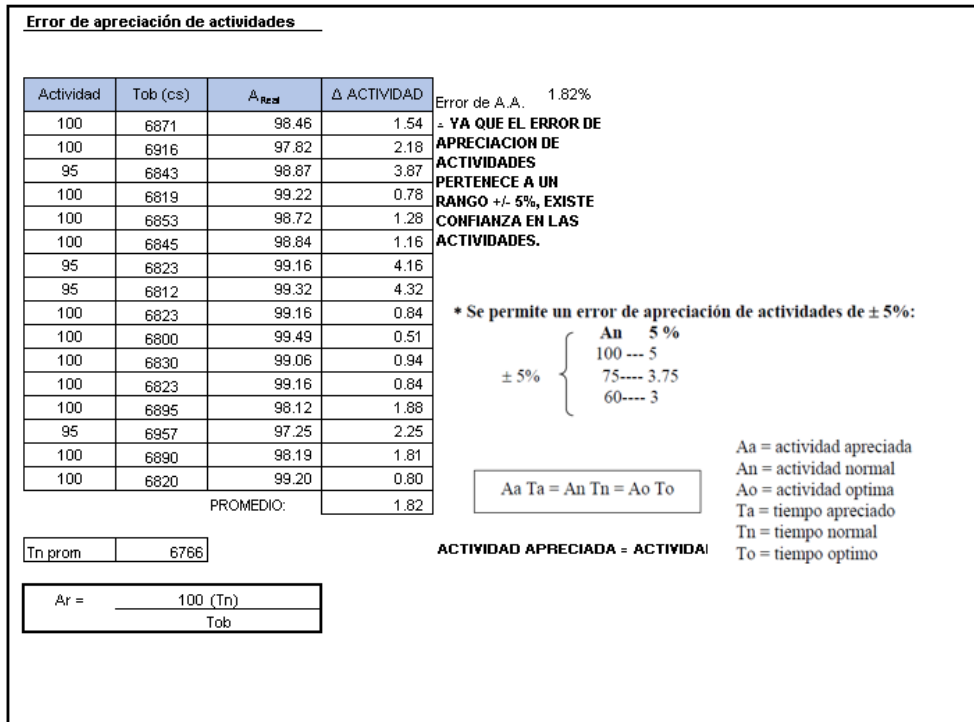 Error de apreciación de actividades
Actividad Tob (cs) A Real Δ ACTIVIDAD
100 6871 98.46 1.54
100 6916 97.82 2.18
95 6843 98.87 3.87
100 6819 99.22 0.78
100 6853 98.72 1.28
100 6845 98.84 1.16
95 6823 99.16 4.16
95 6812 99.32 4.32
100 6823 99.16 0.84
100 6800 99.49 0.51
100 6830 99.06 0.94
100 6823 99.16 0.84
100 6895 98.12 1.88
95 6957 97.25 2.25
100 6890 98.19 1.81
100 6820 99.20 0.80
PROMEDIO: 1.82
Tn prom 6766
Ar = 100 (Tn)
Tob
Error de A.A. 1.82%
∴ YA QUE EL ERROR DE
APRECIACION DE
ACTIVIDADES
PERTENECE A UN
RANGO +/- 5%, EXISTE
CONFIANZA EN LAS
ACTIVIDADES.
* Se permite un error de apreciación de actividades de ± 5%:
An 5 %
100 --- 5
± 5% 75---- 3.75
60---- 3
Aa Ta = An Tn = Ao To
Aa = actividad apreciada
An = actividad normal
Ao = actividad optima
Ta = tiempo apreciado
Tn = tiempo normal
To = tiempo optimo
ACTIVIDAD APRECIADA = ACTIVIDA